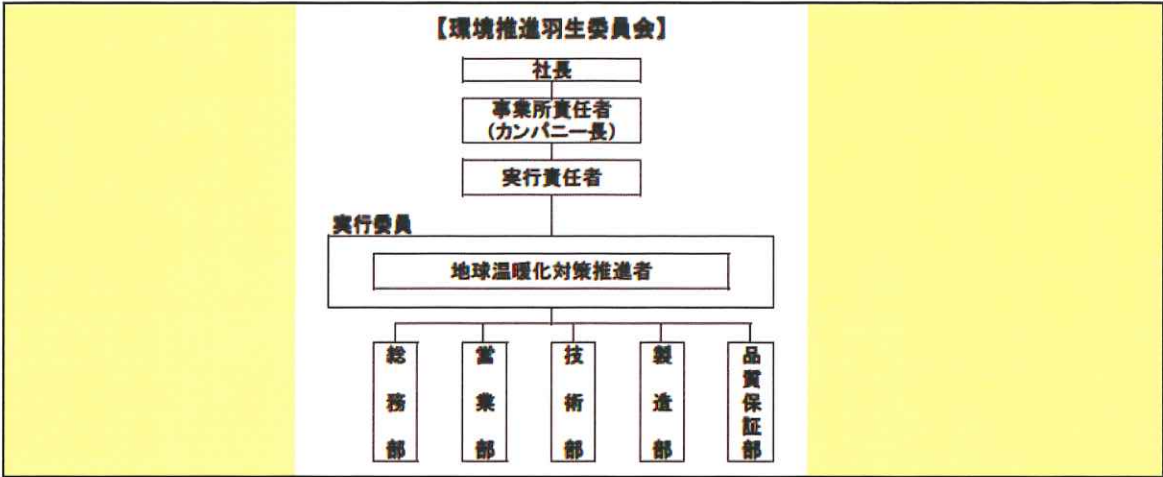 【環境推進羽生委員会】
社長
事業所責任者
(カンパニー長)
実行責任者
実行委員
地球温暖化対策推進者
総務部
営業部
技術部
製造部
品質保証部